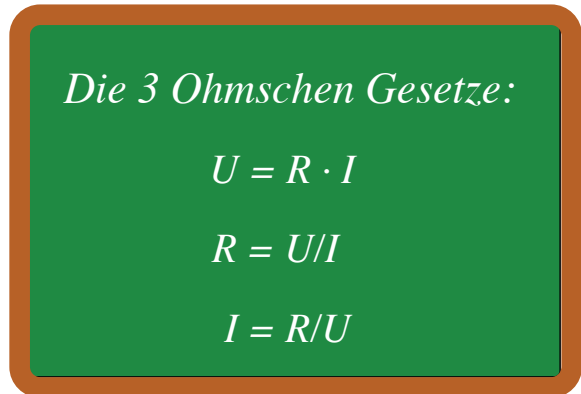 Die 3 Ohmschen Gesetze:
U = R · I
R = U/I
I = R/U